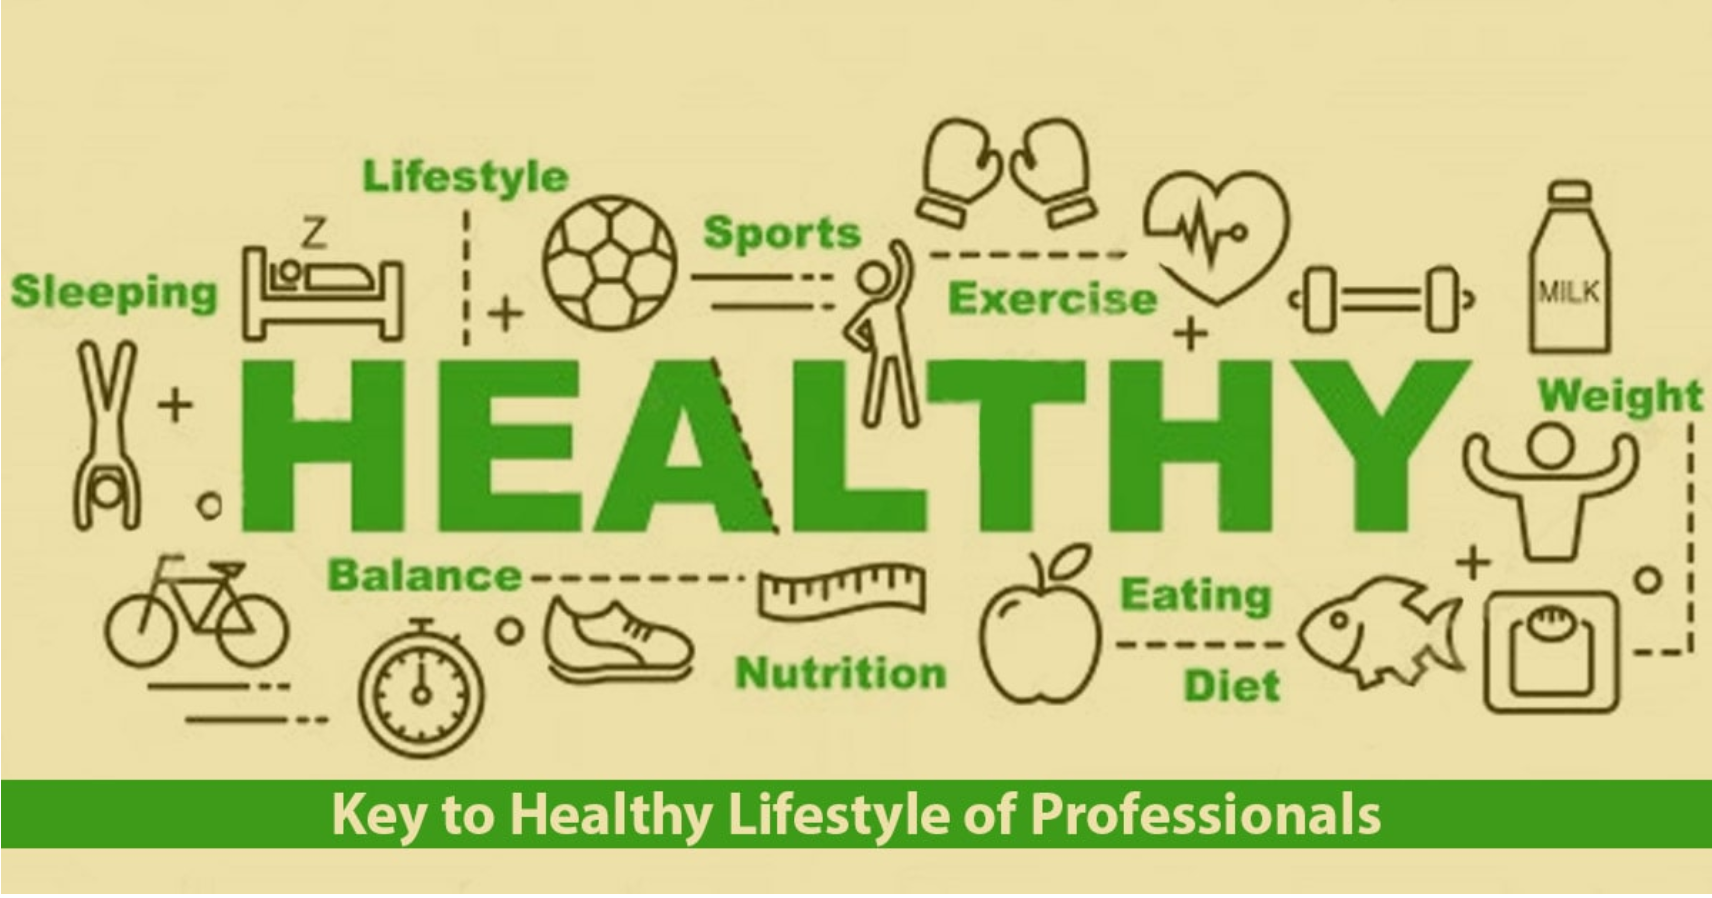 Lifestyle
Z
Sports
Sleeping
Exercise
MILK
HEALTHY
Weight
Balance
Eating
Nutrition
Diet
Key to Healthy Lifestyle of Professionals